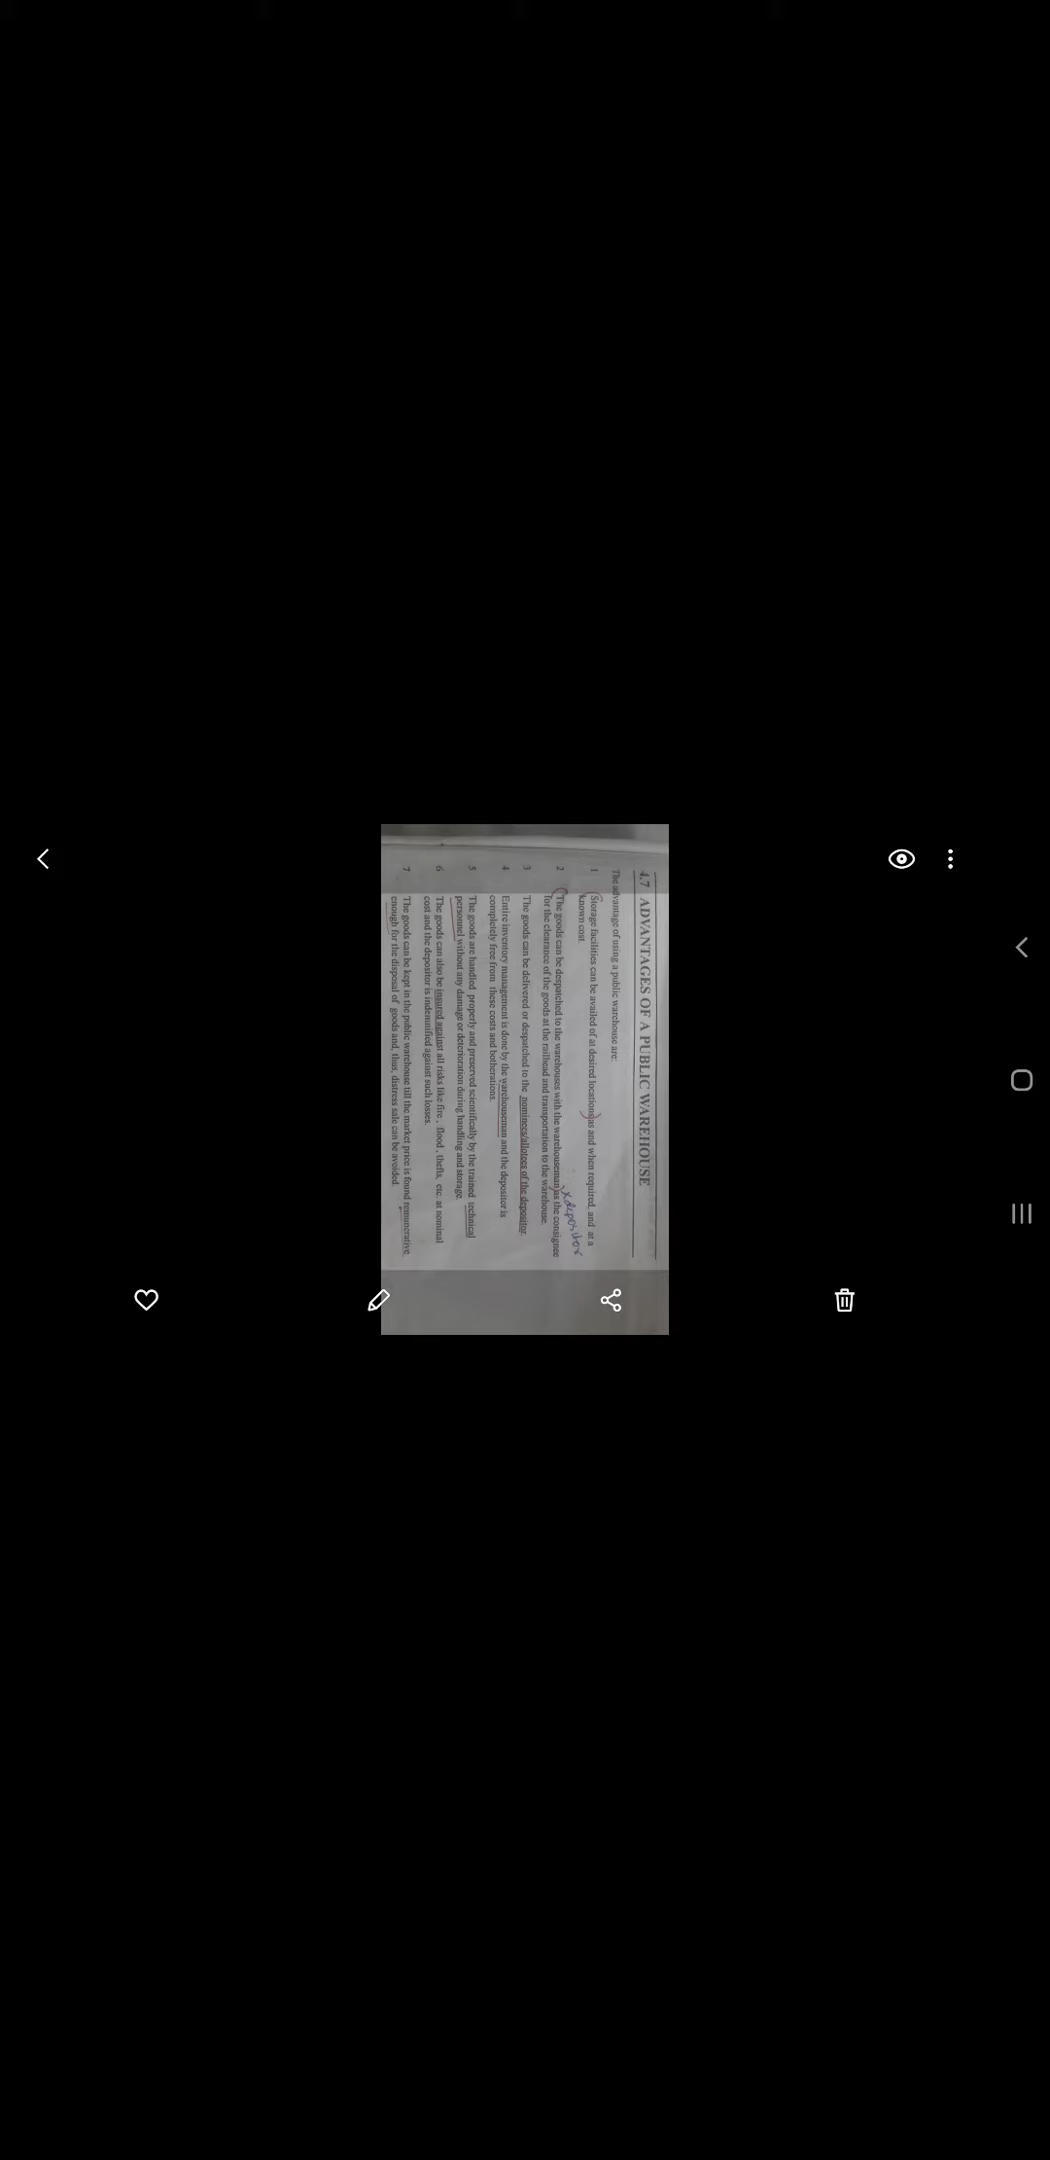 4.7 ADVANTAGES OF A PUBLIC WAREHOUSE
The advantage of using a public warehouse are:
1 Storage facilities can be availed of at desired locations as and when required, and at a
known cost.
depositor
2 The goods can be despatched to the warehouses with the warehouseman as the consignee
for the clearance of the goods at the railhead and transportation to the warehouse.
3 The goods can be delivered or despatched to the nominees/allotees of the depositor.
4 Entire inventory management is done by the warehouseman and the depositor is
completely free from these costs and botherations.
5 The goods are handled properly and preserved scientifically by the trained technical
personnel without any damage or deterioration during handling and storage.
6 The goods can also be insured against all risks like fire, flood, thefts, etc. at nominal
cost and the depositor is indemnified against such losses.
7 The goods can be kept in the public warehouse till the market price is found remunerative
enough for the disposal of goods and, thus, distress sale can be avoided.